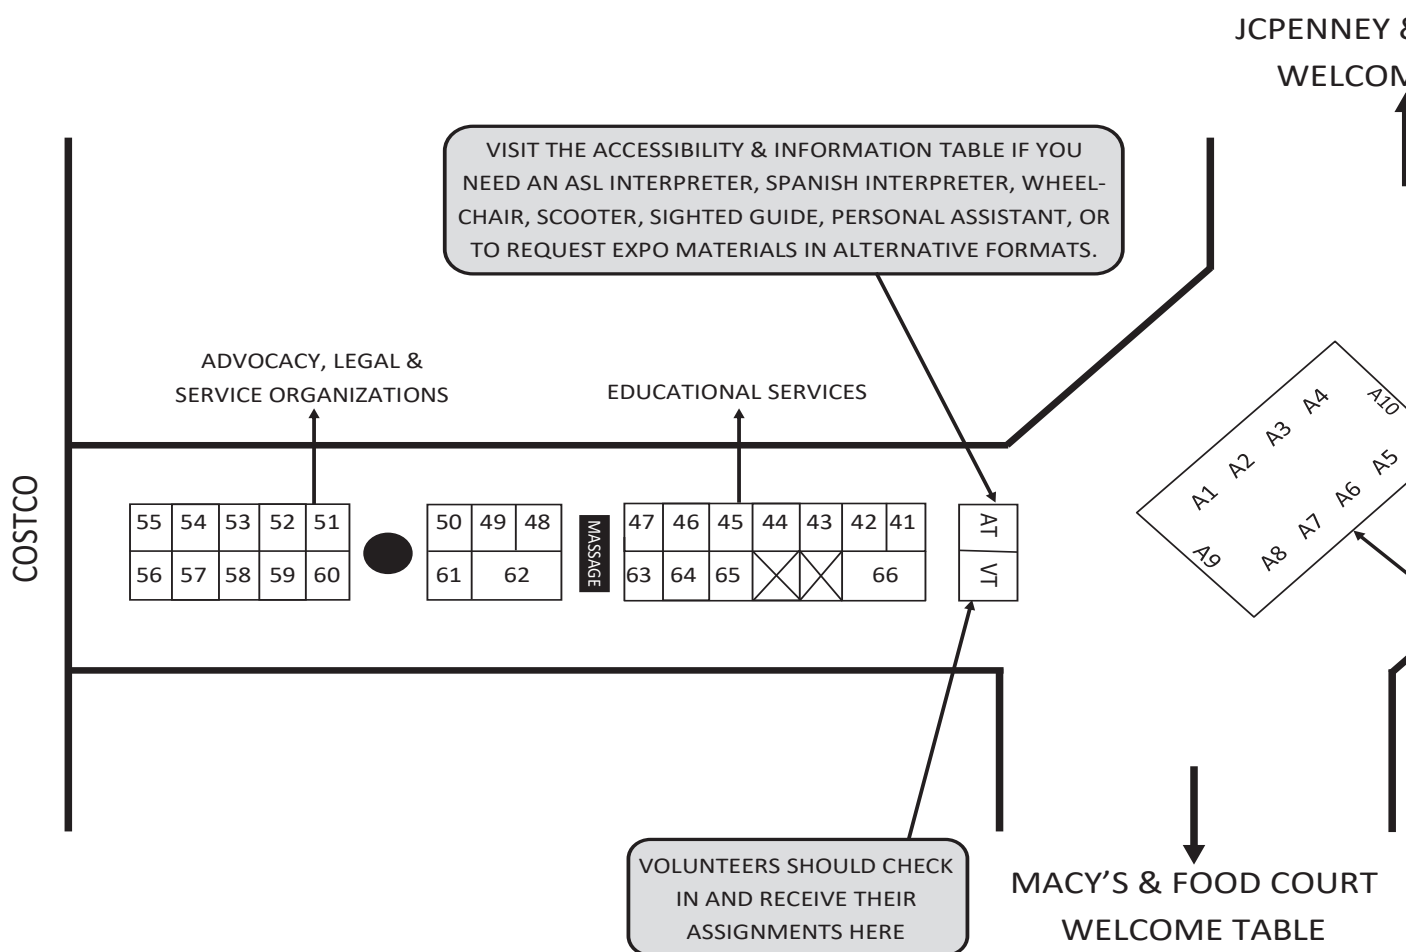 JCPENNEY &
WELCOM
VISIT THE ACCESSIBILITY & INFORMATION TABLE IF YOU
NEED AN ASL INTERPRETER, SPANISH INTERPRETER, WHEEL-
CHAIR, SCOOTER, SIGHTED GUIDE, PERSONAL ASSISTANT, OR
TO REQUEST EXPO MATERIALS IN ALTERNATIVE FORMATS.
ADVOCACY, LEGAL &
SERVICE ORGANIZATIONS
EDUCATIONAL SERVICES
COSTCO
55 54 53 52 51
56 57 58 59 60
50 49 48
61 62
MASSAGE
47 46 45 44 43 42 41
63 64 65 66
AT
VT
A1 A2 A3 A4
A10
A9
A8 A7 A6 A5
VOLUNTEERS SHOULD CHECK
IN AND RECEIVE THEIR
ASSIGNMENTS HERE
MACY'S & FOOD COURT
WELCOME TABLE